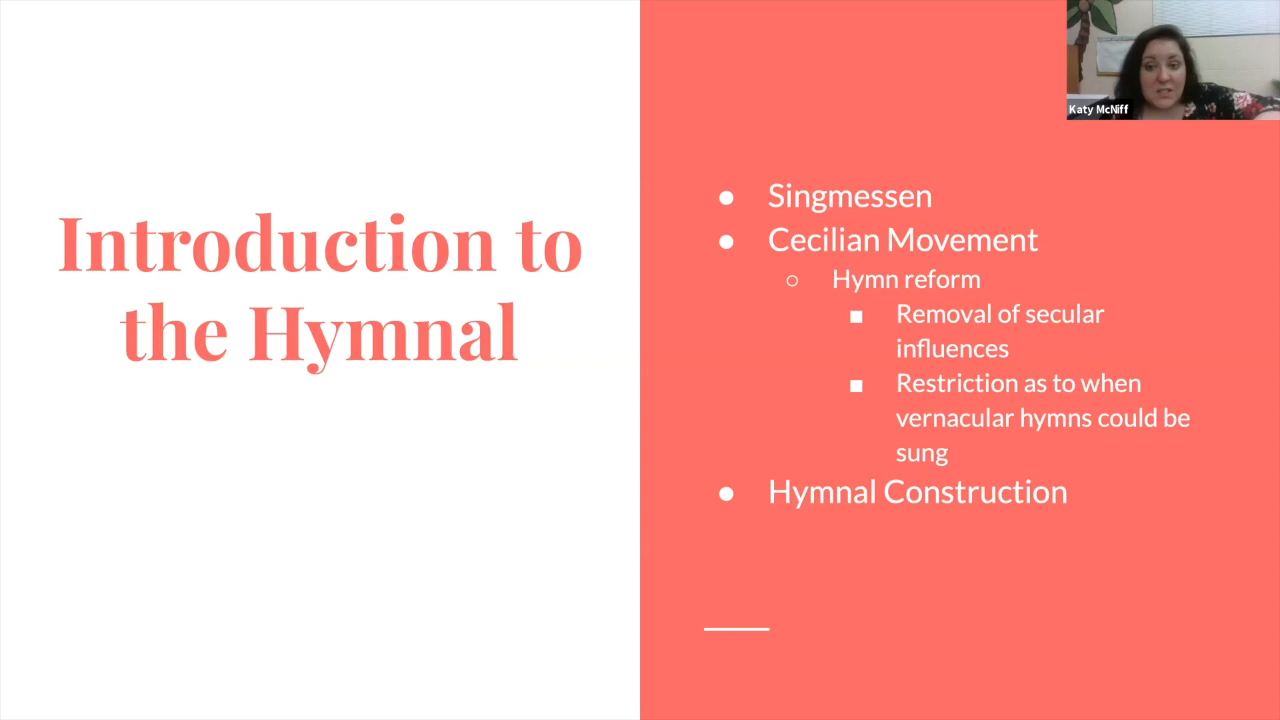 Introduction to
the Hymnal
Katy McNiff
● Singmessen
● Cecilian Movement
○ Hymn reform
■ Removal of secular
influences
■ Restriction as to when
vernacular hymns could be
sung
● Hymnal Construction